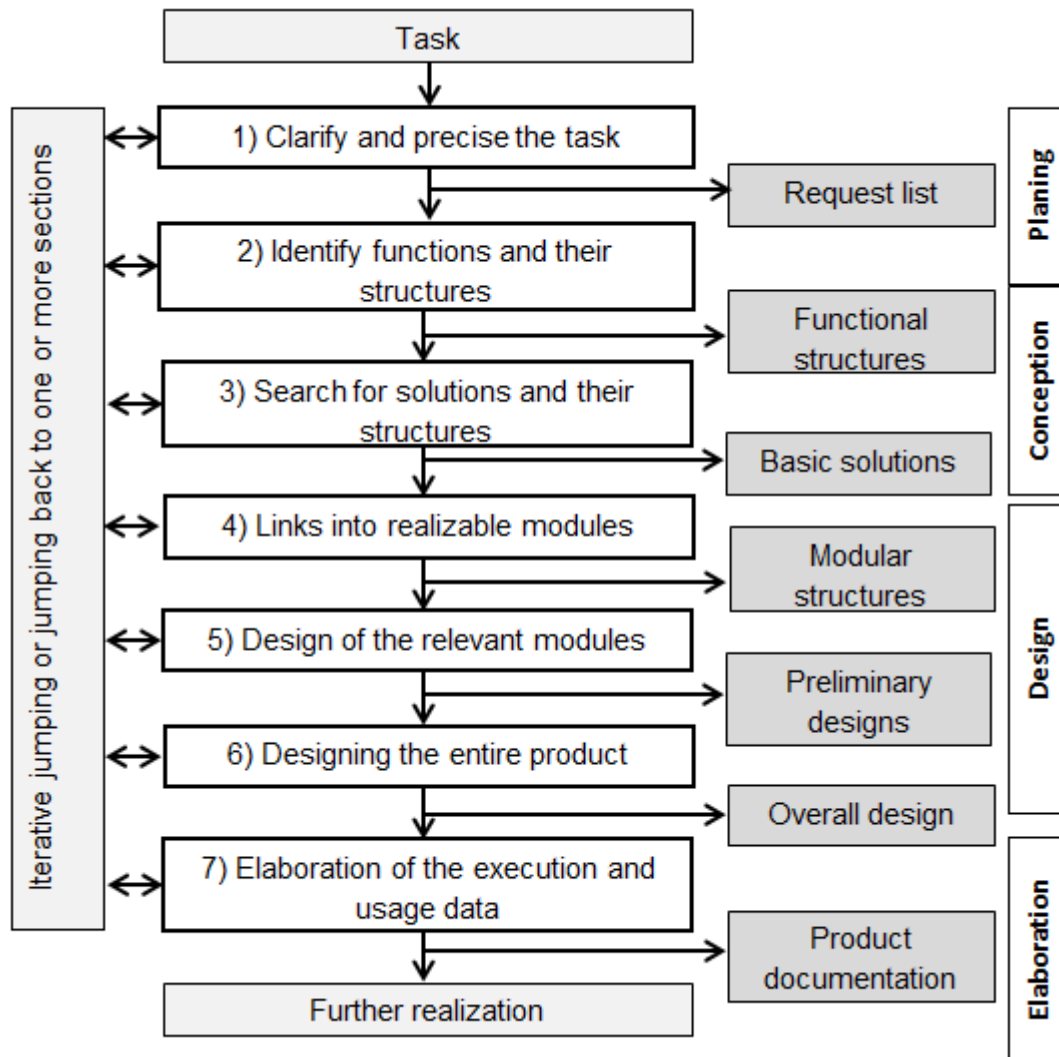 Task
1) Clarify and precise the task
Request list
2) Identify functions and their
structures
Functional
structures
3) Search for solutions and their
structures
Basic solutions
4) Links into realizable modules
Modular
structures
5) Design of the relevant modules
Preliminary
designs
6) Designing the entire product
Overall design
7) Elaboration of the execution and
usage data
Product
documentation
Further realization
Iterative jumping or jumping back to one or more sections
Planing
Conception
Design
Elaboration